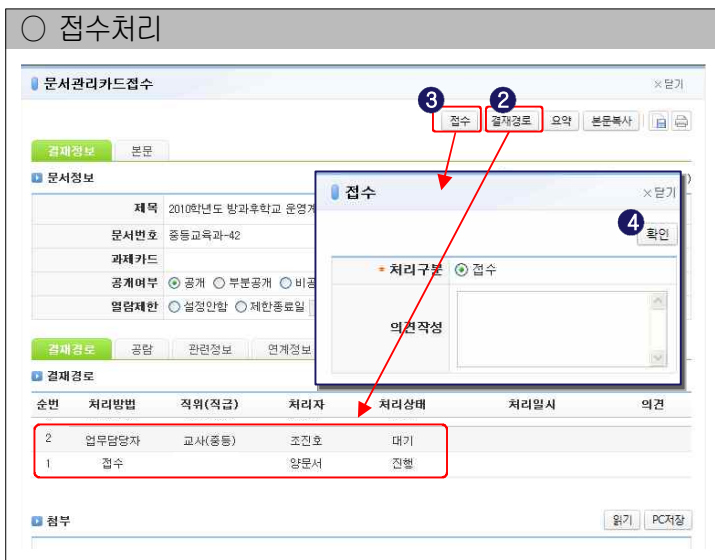 ○ 접수처리
문서관리카드접수 ×닫기
3 2
접수 결재경로 요약 본문복사
결재정보 본문
문서정보 )
제목 2010학년도 방과후학교 운영계
문서번호 중등교육과-42
과제카드
공개여부 공개 부분공개 비공
열람제한 설정안함 제한종료일
접수 ×닫기
4 확인
* 처리구분 접수
의견작성
결재경로 공람 관련정보 연계정보
결재경로
순번 처리방법 직위(직급) 처리자 처리상태 처리일시 의견
2 업무담당자 교사(중등) 조진호 대기
1 접수 양문서 진행
첨부 읽기 PC저장